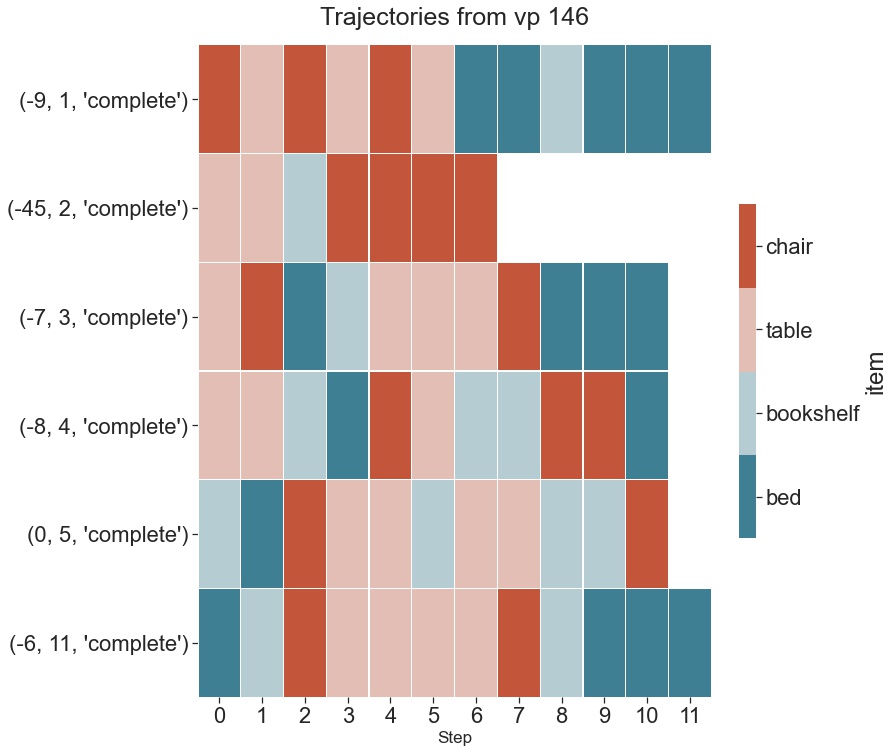 Trajectories from vp 146
(-9, 1, 'complete')
(-45, 2, 'complete')
(-7, 3, 'complete')
(-8, 4, 'complete')
(0, 5, 'complete')
(-6, 11, 'complete')
0 1 2 3 4 5 6 7 8 9 10 11
Step
chair
table
bookshelf
bed
item